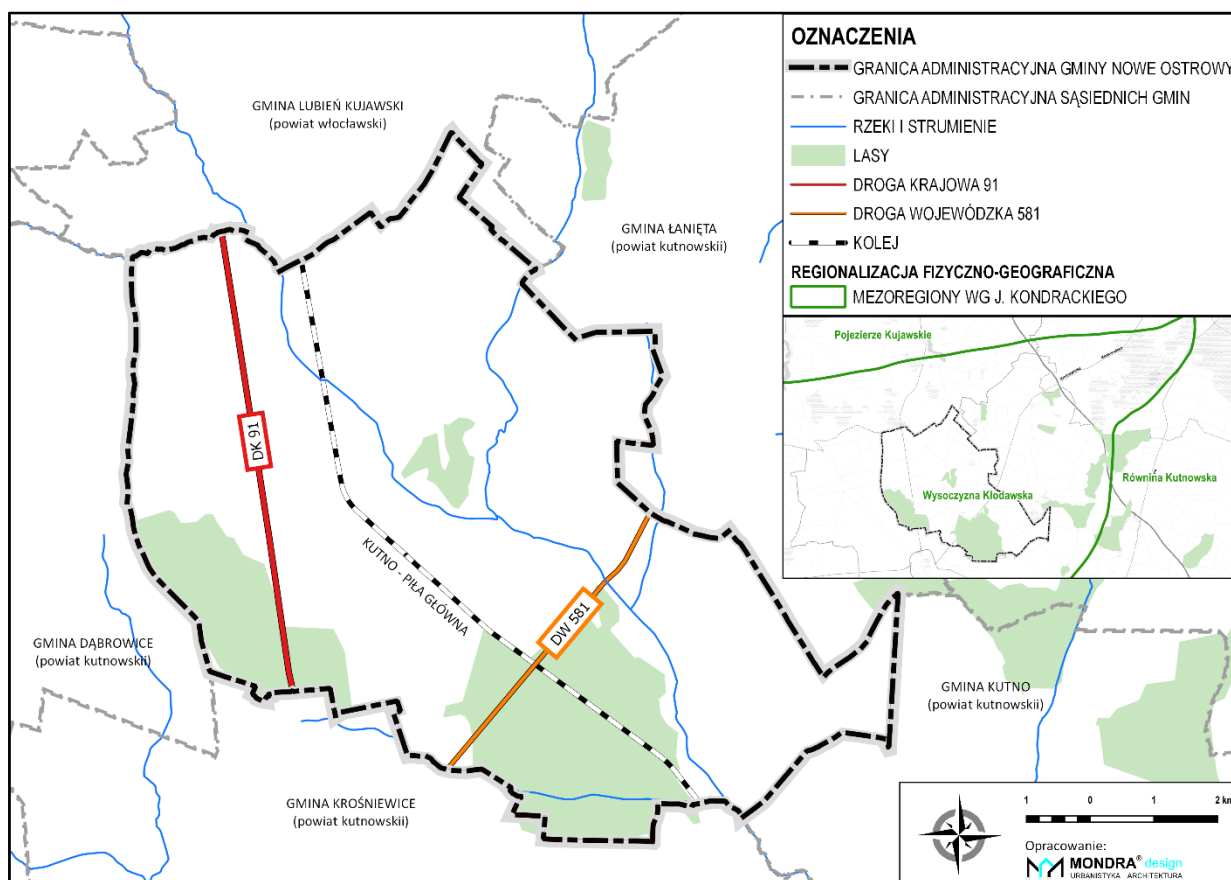 OZNACZENIA
GRANICA ADMINISTRACYJNA GMINY NOWE OSTROWY
GRANICA ADMINISTRACYJNA SĄSIEDNICH GMIN
RZEKI I STRUMIENIE
LASY
DROGA KRAJOWA 91
DROGA WOJEWÓDZKA 581
KOLEJ
REGIONALIZACJA FIZYCZNO-GEOGRAFICZNA
MEZOREGIONY WG J. KONDRACKIEGO
GMINA LUBIEŃ KUJAWSKI
(powiat włocławski)
GMINA ŁANIĘTA
(powiat kutnowskii)
Pojezierze Kujawskie
Równina Kutnowska
Wysoczyzna Kłodawska
DK 91
KUTNO - PIŁA GŁÓWNA
DW 581
GMINA DĄBROWICE
(powiat kutnowskii)
GMINA KUTNO
(powiat kutnowskii)
GMINA KROŚNIEWICE
(powiat kutnowskii)
1 0 1 2 km
Opracowanie:
MONDRA® design
URBANISTYKA ARCHITEKTURA